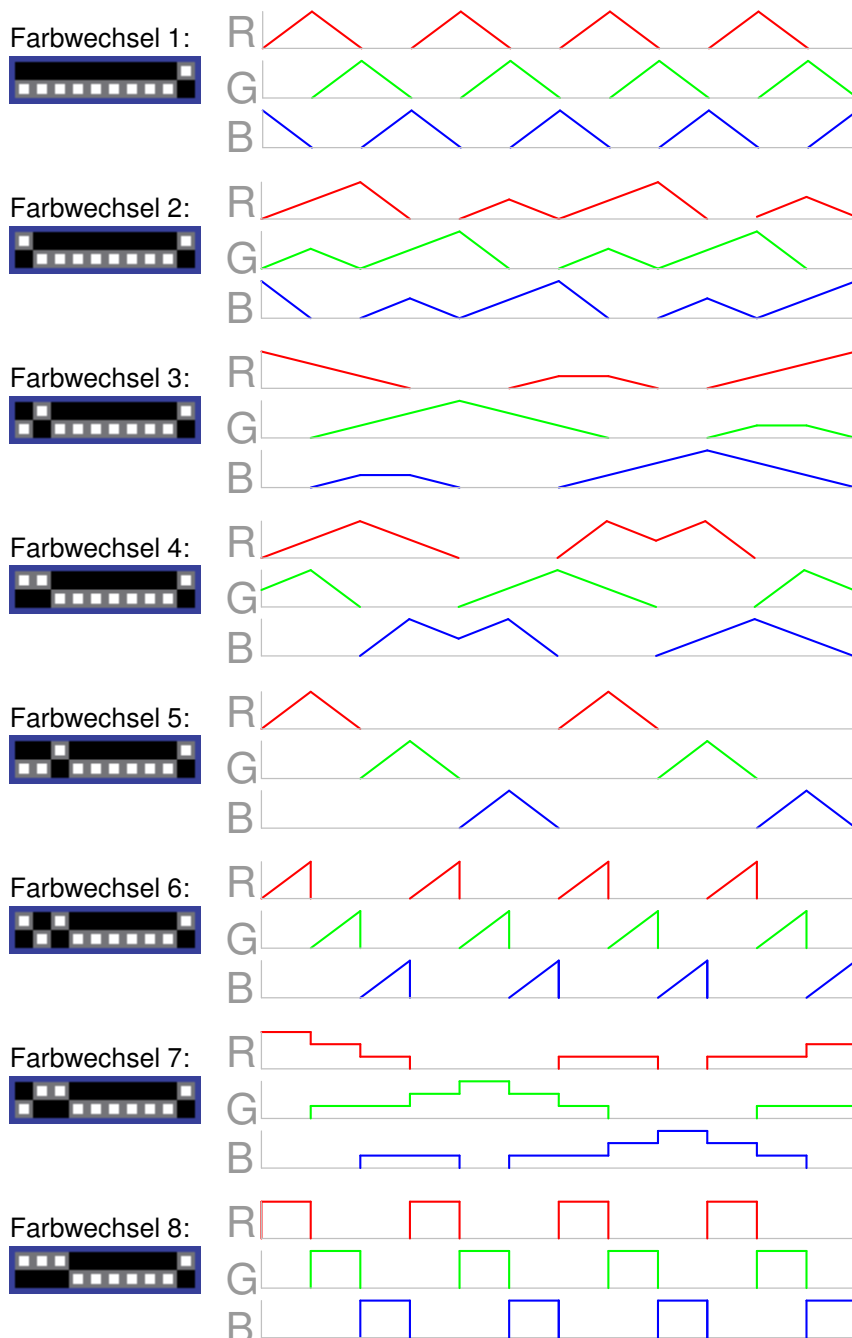 Farbwechsel 1:
R
G
B
Farbwechsel 2:
R
G
B
Farbwechsel 3:
R
G
B
Farbwechsel 4:
R
G
B
Farbwechsel 5:
R
G
B
Farbwechsel 6:
R
G
B
Farbwechsel 7:
R
G
B
Farbwechsel 8:
R
G
B